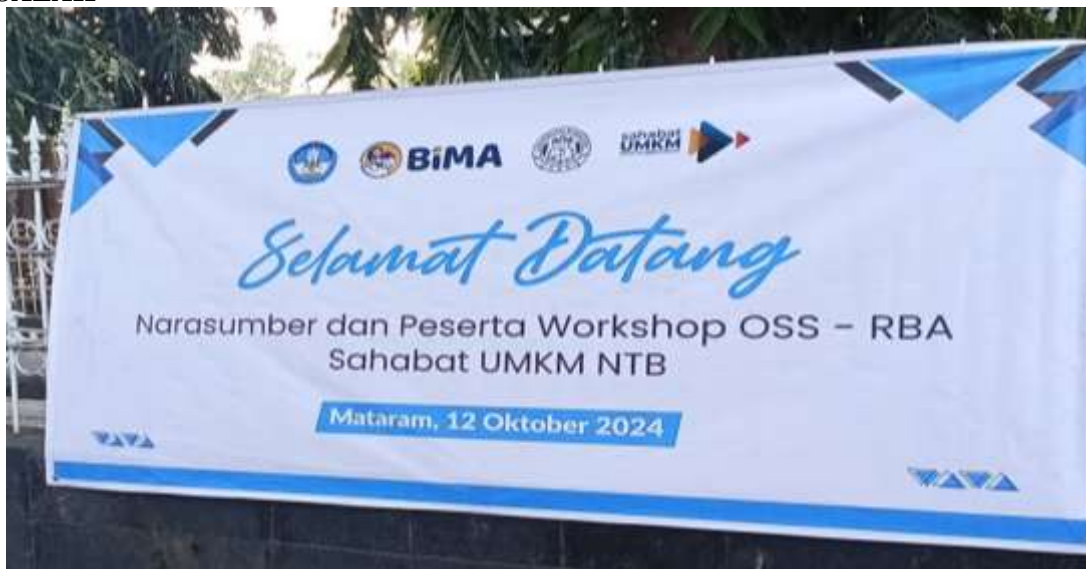 BIMA
sahabat
UMKM
Selamat Datang
Narasumber dan Peserta Workshop OSS – RBA
Sahabat UMKM NTB
Mataram, 12 Oktober 2024